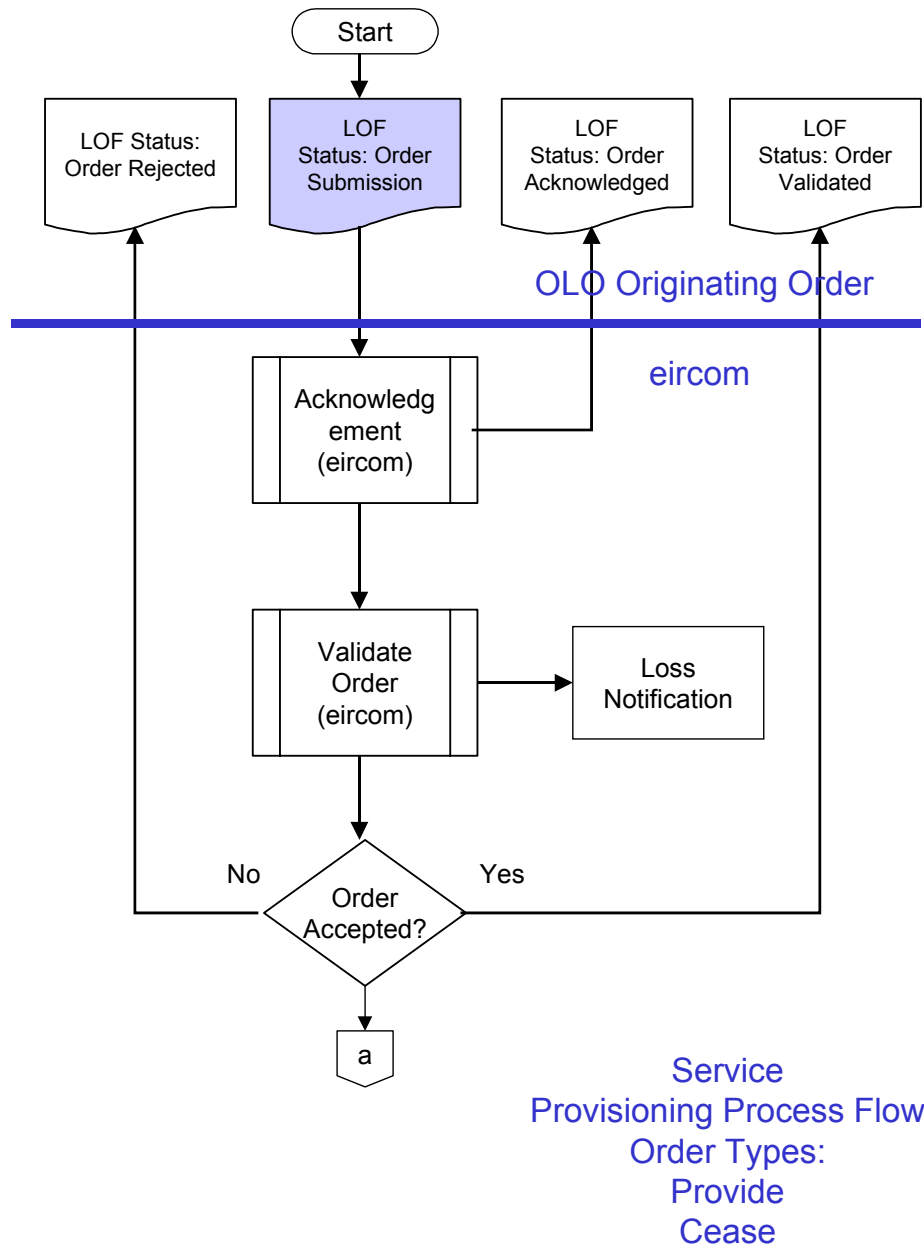 Start
LOF Status:
Order Rejected
LOF
Status: Order
Submission
LOF
Status: Order
Acknowledged
LOF
Status: Order
Validated
OLO Originating Order
eircom
Acknowledg
ement
(eircom)
Validate
Order
(eircom)
Loss
Notification
No
Yes
Order
Accepted?
a
Service
Provisioning Process Flow
Order Types:
Provide
Cease